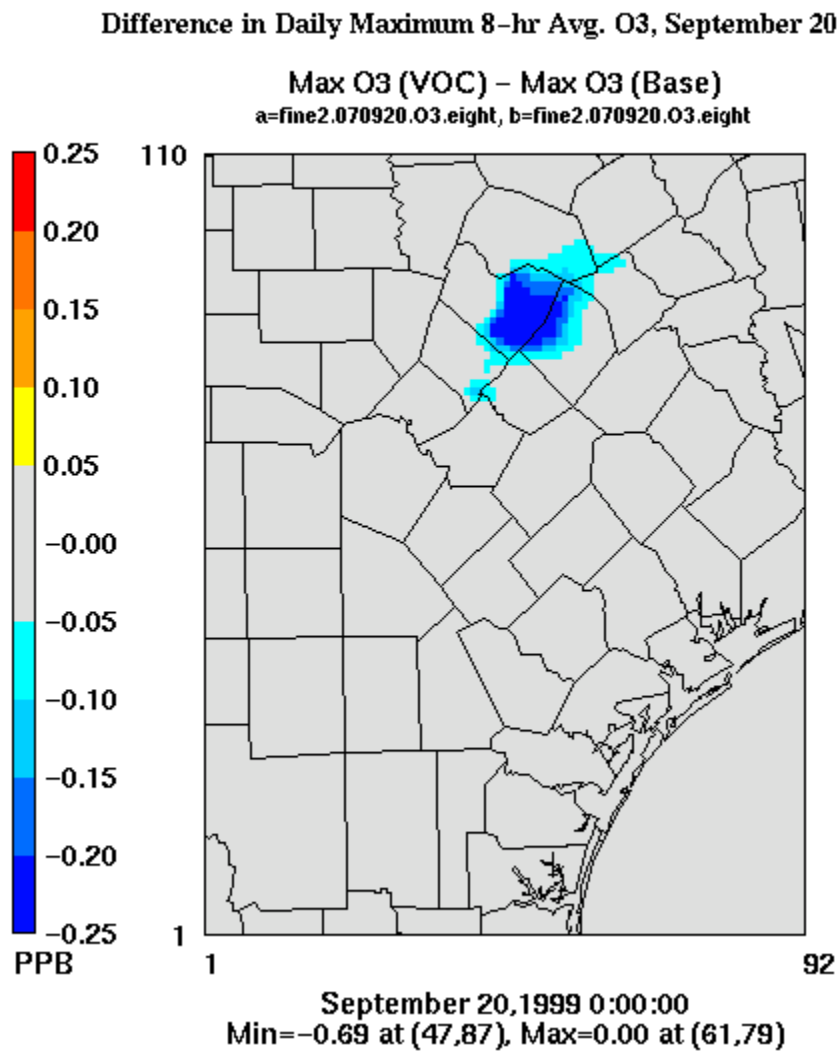 Difference in Daily Maximum 8-hr Avg. O3, September 20
Max O3 (VOC) - Max O3 (Base)
a=fine2.070920.O3.eight, b=fine2.070920.O3.eight
0.25
0.20
0.15
0.10
0.05
-0.00
-0.05
-0.10
-0.15
-0.20
-0.25
PPB
110
1
1 92
September 20,1999 0:00:00
Min=-0.69 at (47,87), Max=0.00 at (61,79)